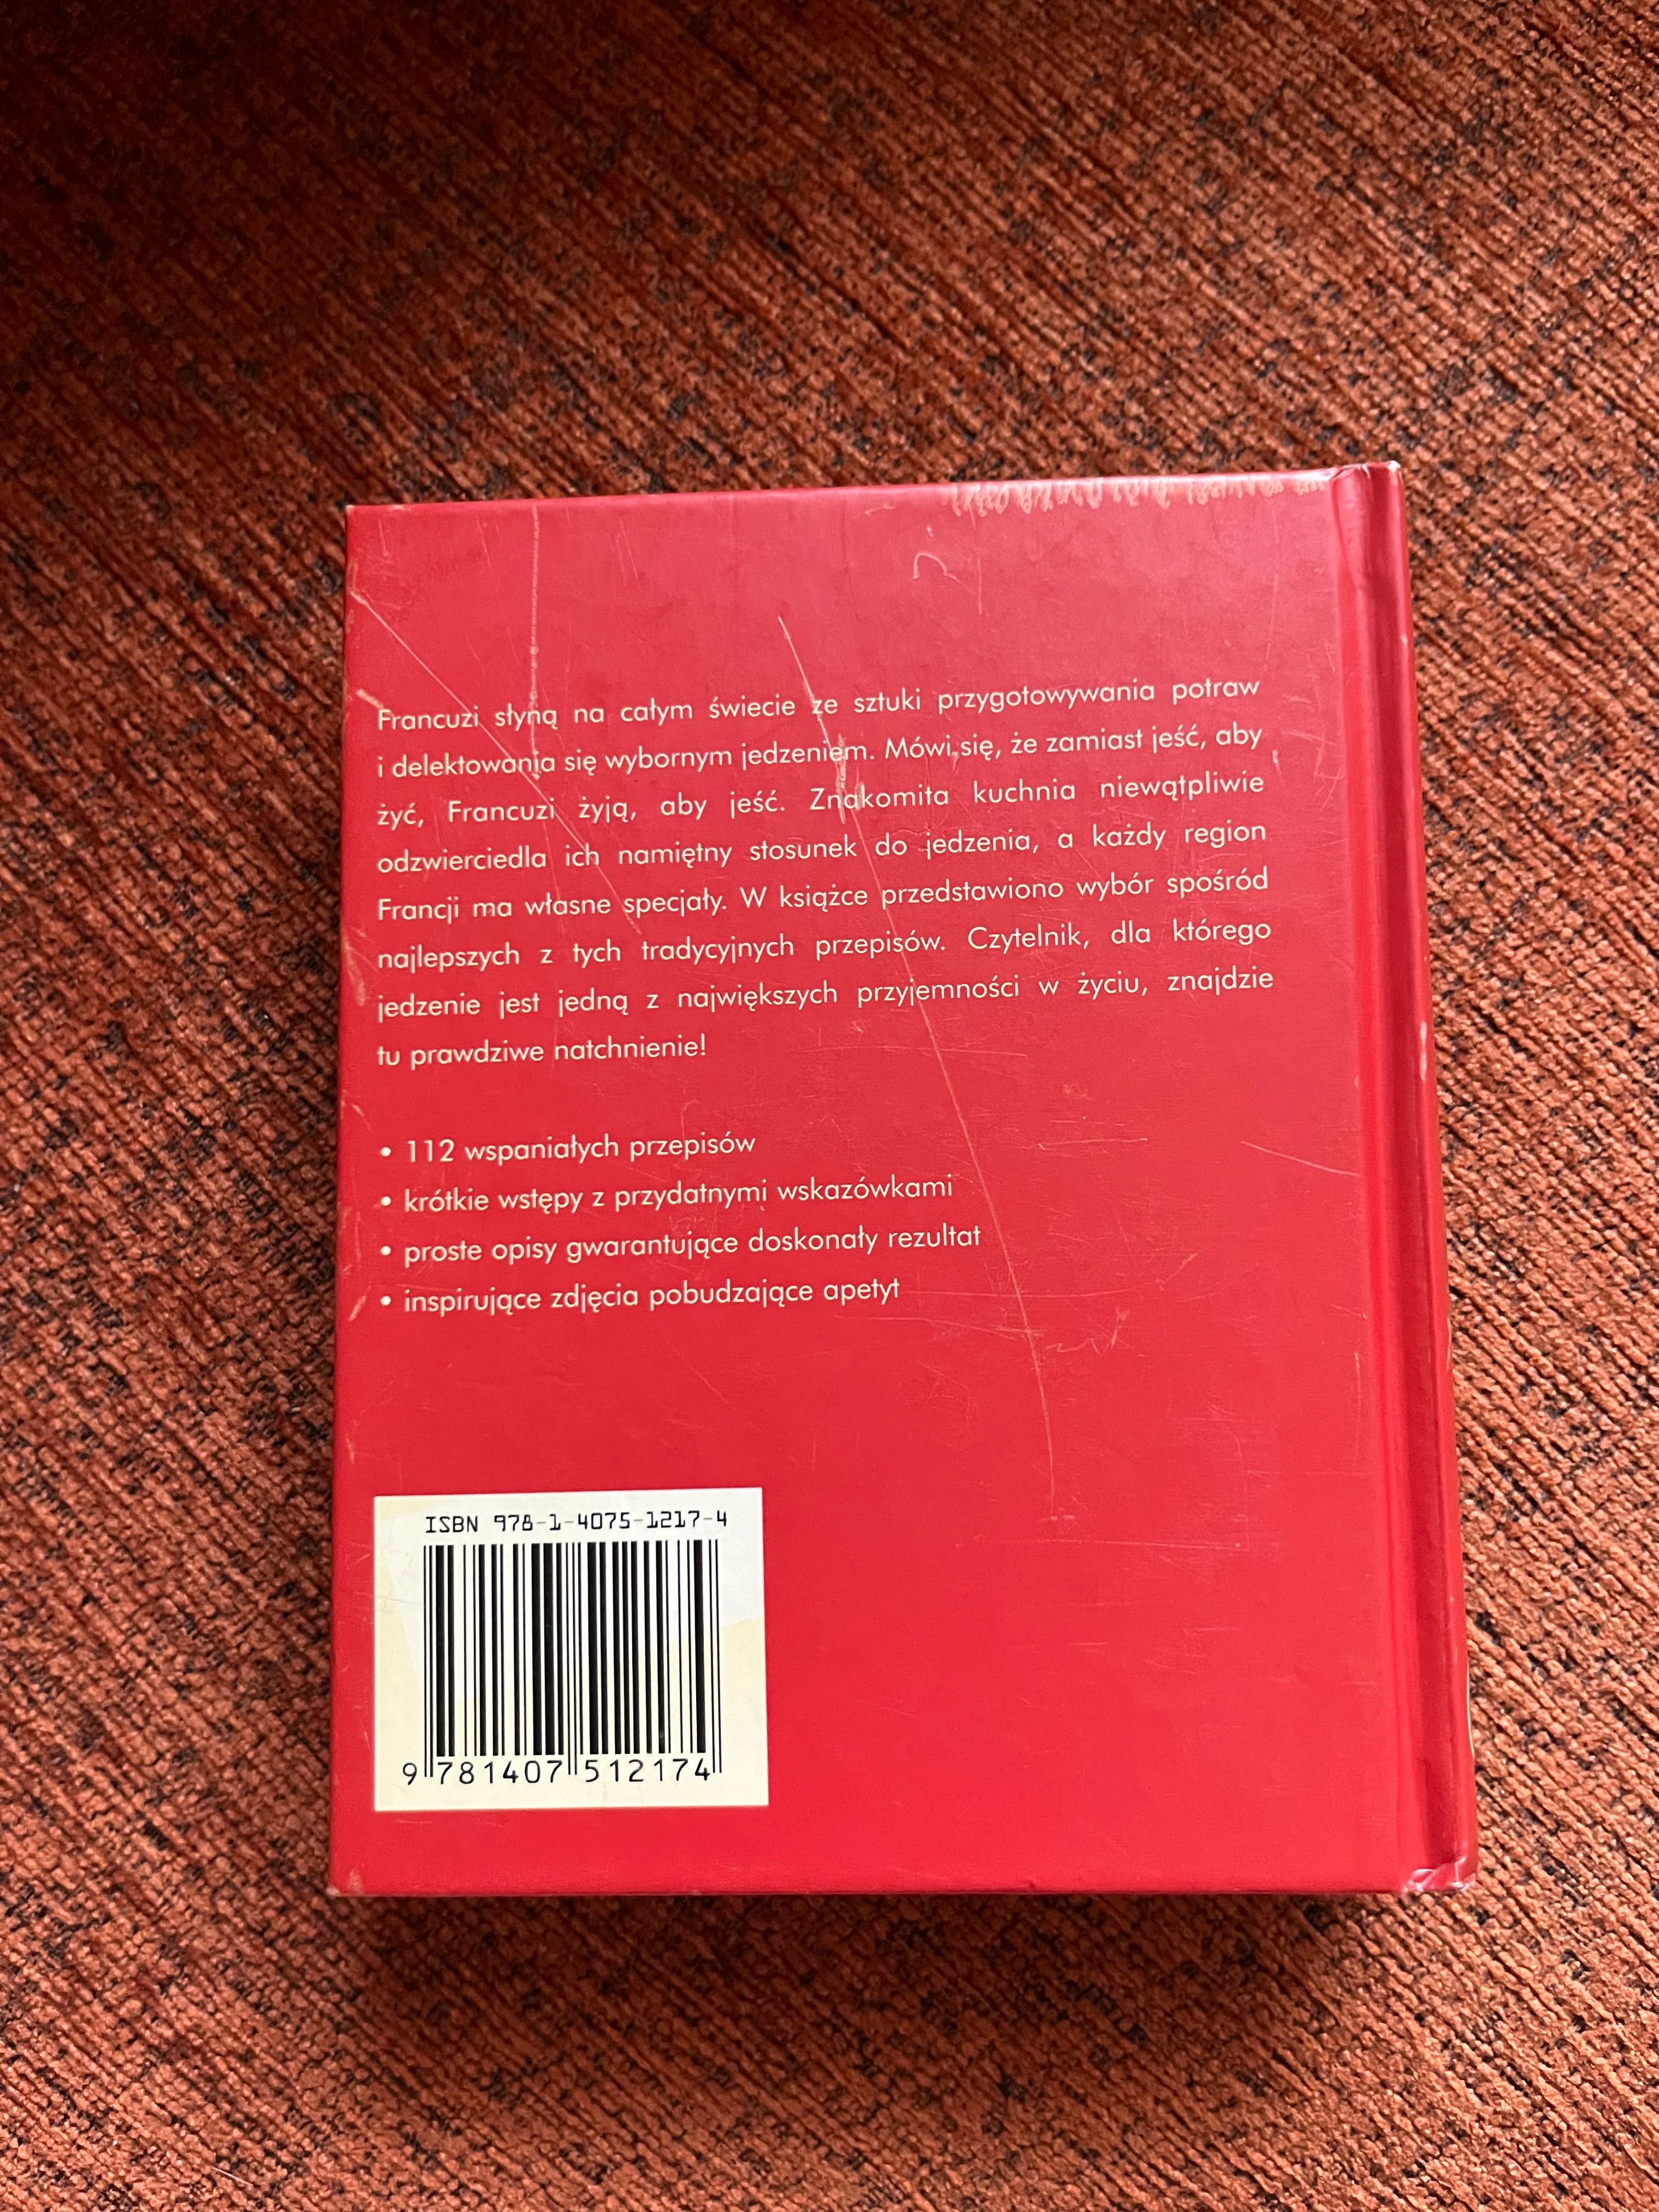 Francuzi słyną na całym świecie ze sztuki przygotowywania potraw
i delektowania się wybornym jedzeniem. Mówi się, że zamiast jeść, aby
żyć, Francuzi żyją, aby jeść. Znakomita kuchnia niewątpliwie
odzwierciedla ich namiętny stosunek do jedzenia, a każdy region
Francji ma własne specjały. W książce przedstawiono wybór spośród
najlepszych z tych tradycyjnych przepisów. Czytelnik, dla którego
jedzenie jest jedną z największych przyjemności w życiu, znajdzie
tu prawdziwe natchnienie!
• 112 wspaniałych przepisów
• krótkie wstępy z przydatnymi wskazówkami
• proste opisy gwarantujące doskonały rezultat
• inspirujące zdjęcia pobudzające apetyt
ISBN 978-1-4075-1217-4
9 781407 512174